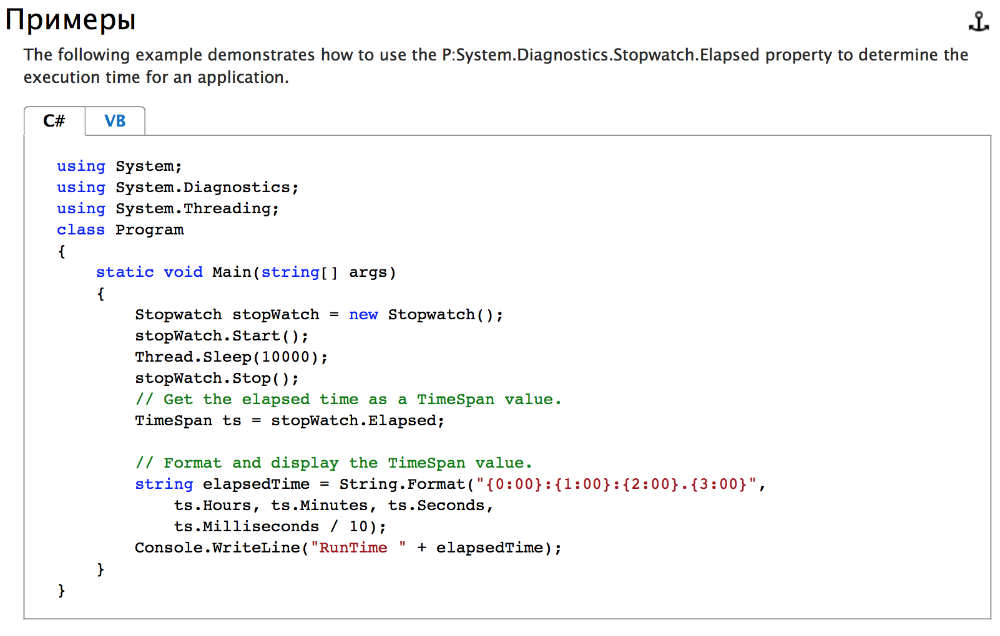 Примеры
The following example demonstrates how to use the P:System.Diagnostics.Stopwatch.Elapsed property to determine the
execution time for an application.
C# VB
using System;
using System.Diagnostics;
using System.Threading;
class Program
{
    static void Main(string[] args)
    {
        Stopwatch stopWatch = new Stopwatch();
        stopWatch.Start();
        Thread.Sleep(10000);
        stopWatch.Stop();
        // Get the elapsed time as a TimeSpan value.
        TimeSpan ts = stopWatch.Elapsed;

        // Format and display the TimeSpan value.
        string elapsedTime = String.Format("{0:00}:{1:00}:{2:00}.{3:00}",
            ts.Hours, ts.Minutes, ts.Seconds,
            ts.Milliseconds / 10);
        Console.WriteLine("RunTime " + elapsedTime);
    }
}